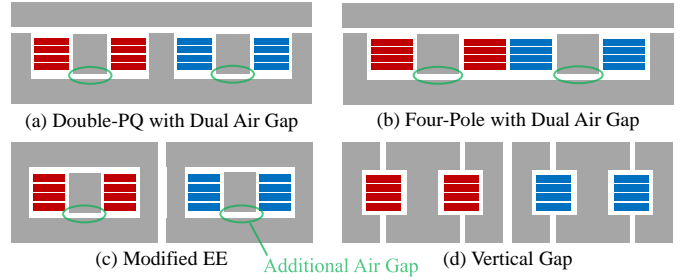 (a) Double-PQ with Dual Air Gap
(b) Four-Pole with Dual Air Gap
(c) Modified EE
(d) Vertical Gap
Additional Air Gap